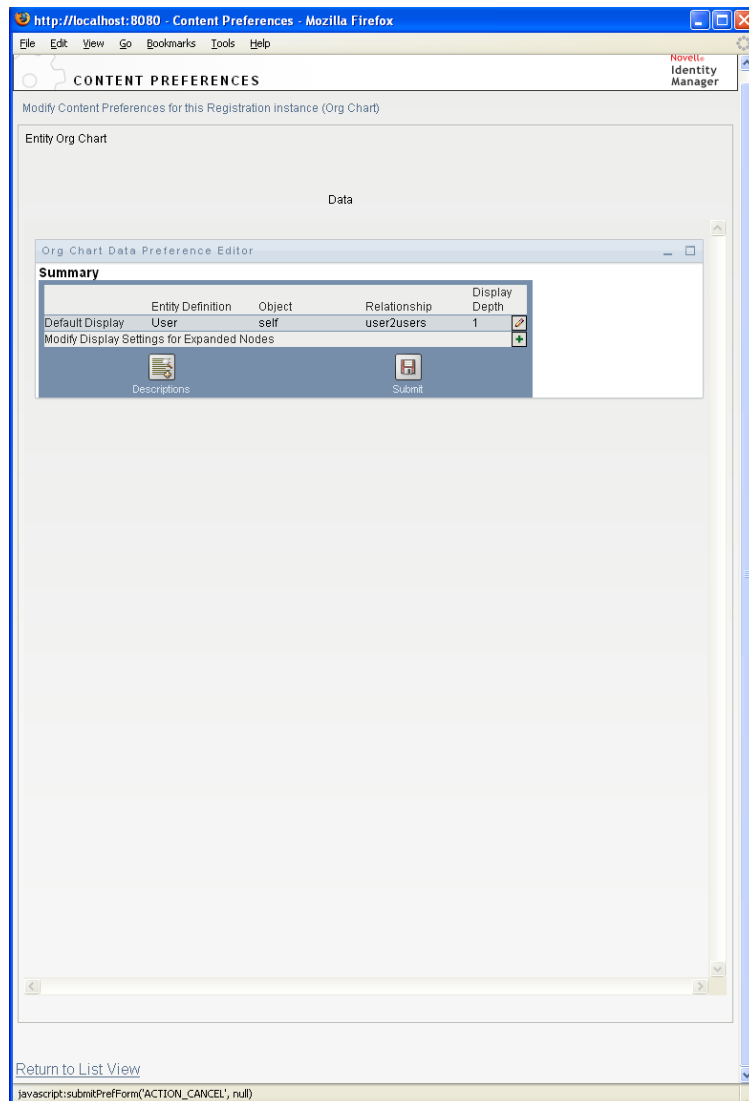 http://localhost:8080 - Content Preferences - Mozilla Firefox
File Edit View Go Bookmarks Tools Help
Novell®
Identity
Manager
CONTENT PREFERENCES
Modify Content Preferences for this Registration instance (Org Chart)
Entity Org Chart
Data
Org Chart Data Preference Editor
Summary
Entity Definition Object Relationship Display Depth
Default Display User self user2users 1
Modify Display Settings for Expanded Nodes
Descriptions Submit
Return to List View
javascript:submitPrefForm('ACTION_CANCEL', null)